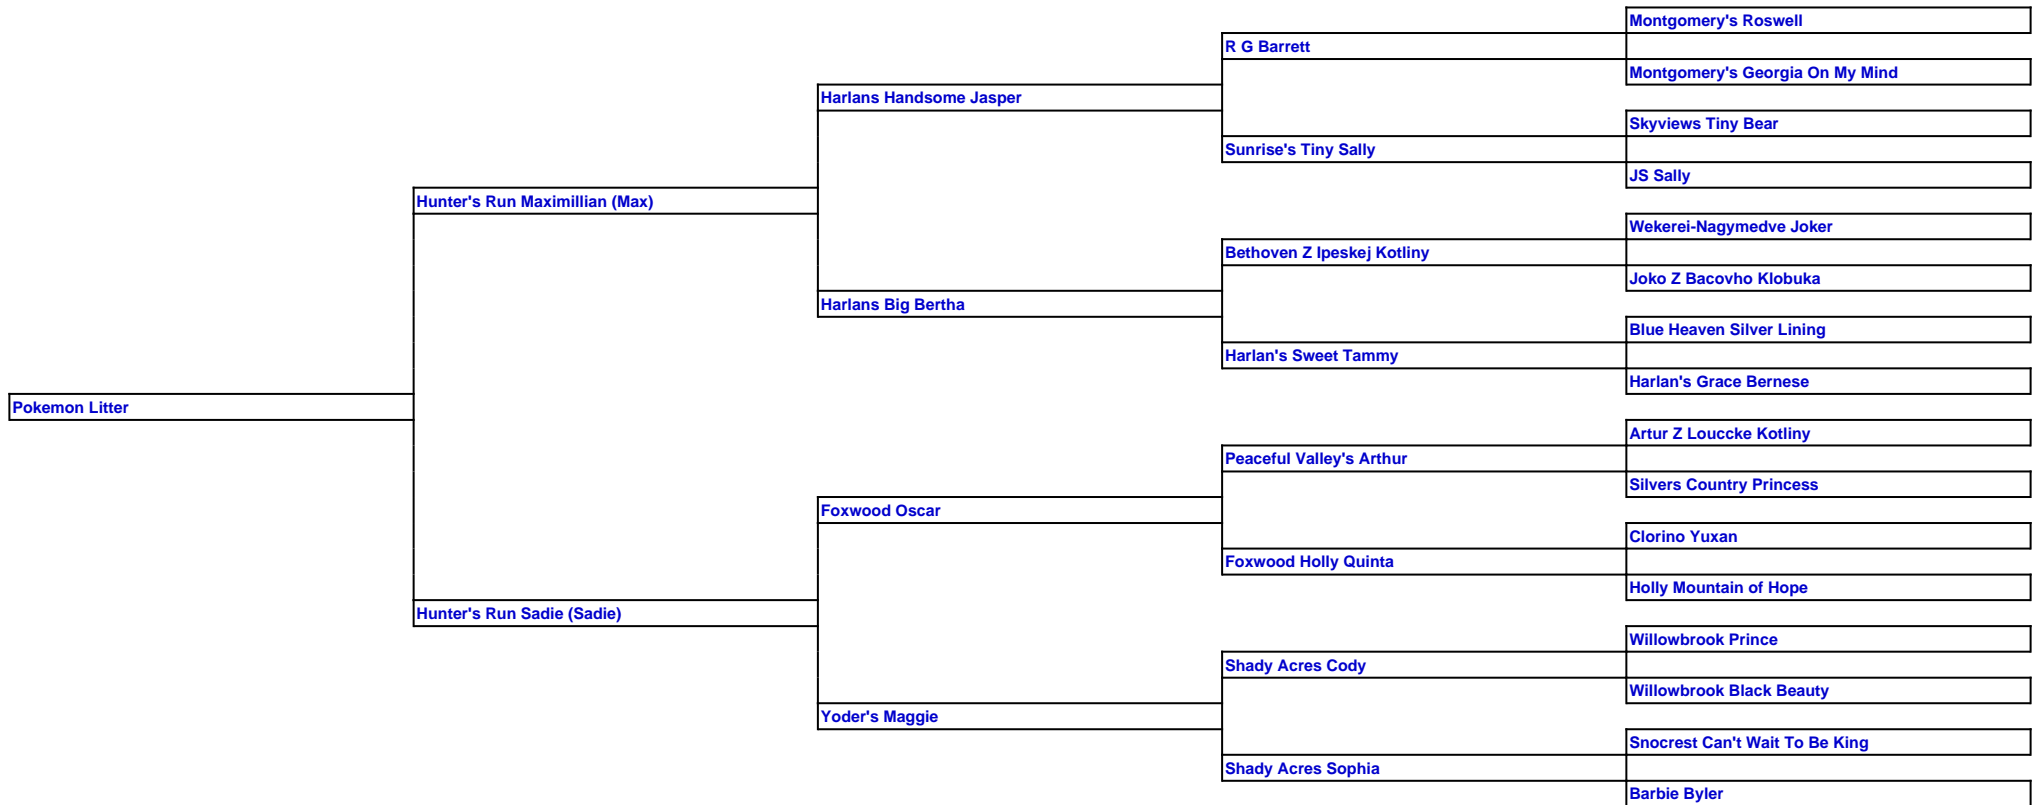 Montgomery's Roswell
R G Barrett
Montgomery's Georgia On My Mind
Harlans Handsome Jasper
Skyviews Tiny Bear
Sunrise's Tiny Sally
JS Sally
Hunter's Run Maximillian (Max)
Wekerei-Nagymedve Joker
Bethoven Z Ipeskej Kotliny
Joko Z Bacovho Klobuka
Harlans Big Bertha
Blue Heaven Silver Lining
Harlan's Sweet Tammy
Harlan's Grace Bernese
Pokemon Litter
Artur Z Louccke Kotliny
Peaceful Valley's Arthur
Silvers Country Princess
Foxwood Oscar
Clorino Yuxan
Foxwood Holly Quinta
Holly Mountain of Hope
Hunter's Run Sadie (Sadie)
Willowbrook Prince
Shady Acres Cody
Willowbrook Black Beauty
Yoder's Maggie
Snocrest Can't Wait To Be King
Shady Acres Sophia
Barbie Byler